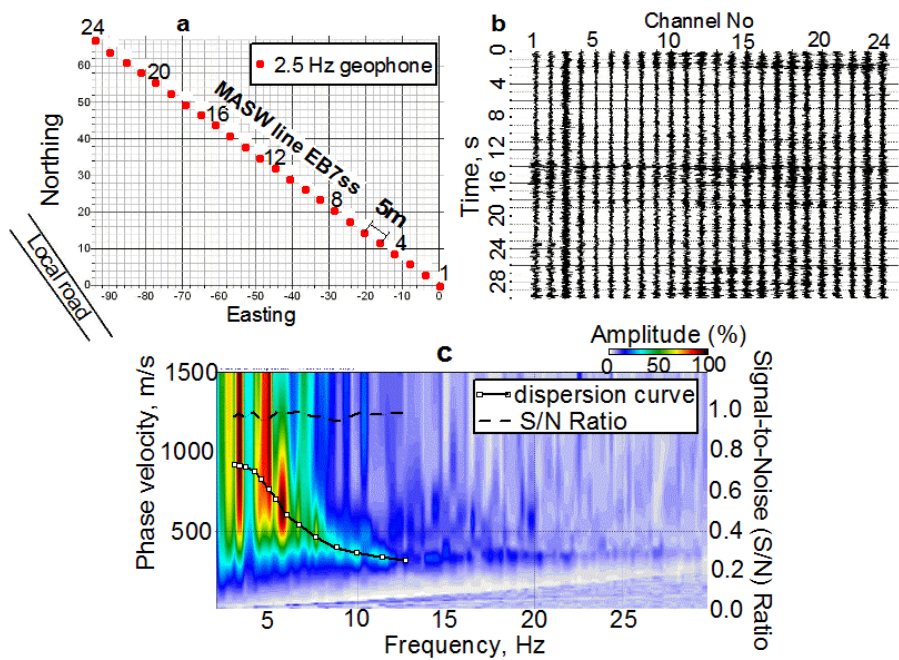 a
24
20
16
12
8
4
1
2.5 Hz geophone
MASW line EB7ss
5m
Northing
60
50
40
30
20
10
0
-90 -80 -70 -60 -50 -40 -30 -20 -10 0
Easting
Local road
b
Channel No
1 5 10 15 20 24
Time, s
0
4
8
12
16
20
24
28
c
Amplitude (%)
0 50 100
dispersion curve
S/N Ratio
Phase velocity, m/s
1500
1000
500
5 10 15 20 25
Frequency, Hz
Signal-to-Noise (S/N) Ratio
1.0
0.8
0.6
0.4
0.2
0.0